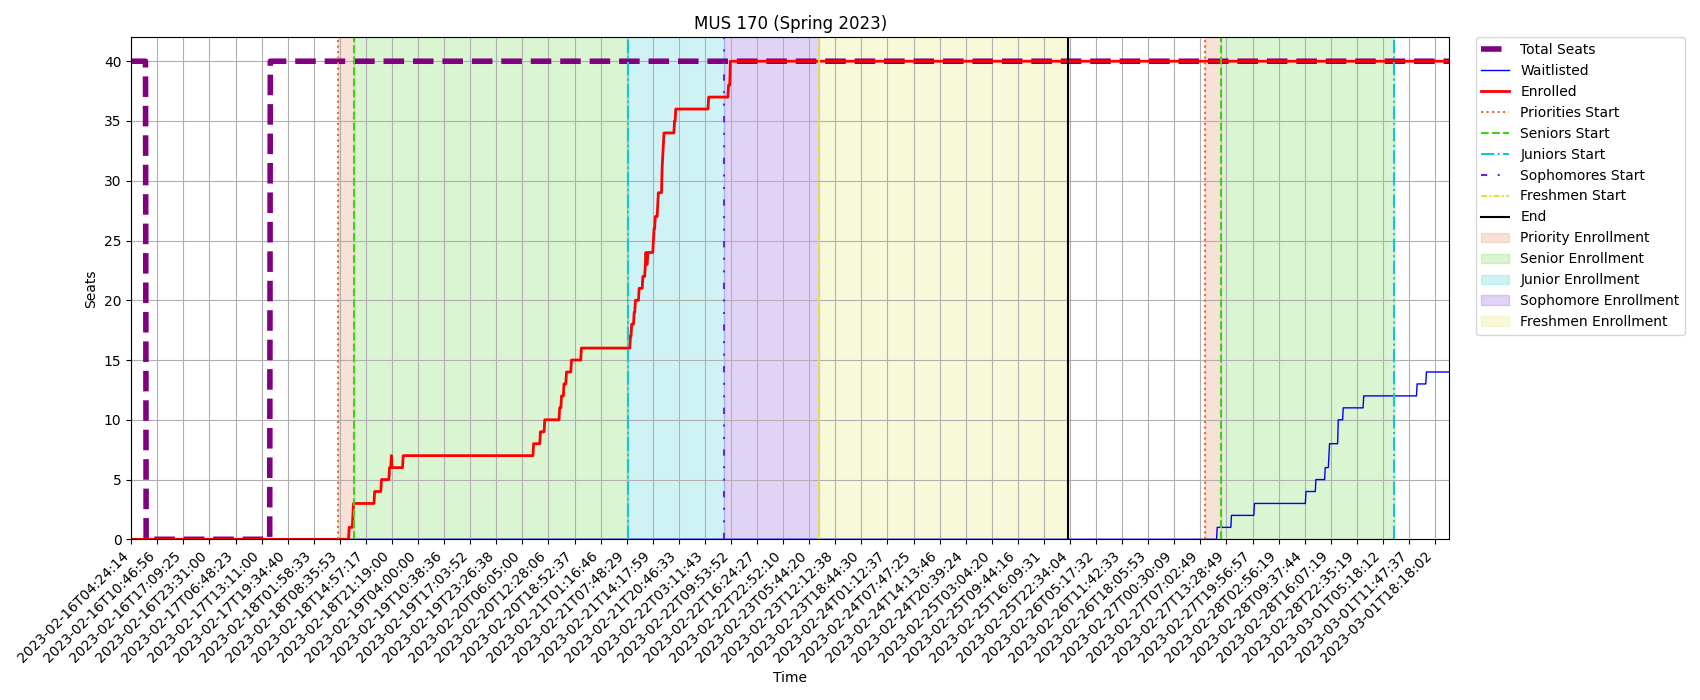 MUS 170 (Spring 2023)
Seats
40
35
30
25
20
15
10
5
0
2023-02-16T04:24:14
2023-02-16T10:46:56
2023-02-16T17:09:25
2023-02-16T23:31:00
2023-02-17T06:48:23
2023-02-17T13:11:00
2023-02-17T19:34:40
2023-02-18T01:58:33
2023-02-18T08:35:53
2023-02-18T14:57:17
2023-02-18T21:19:00
2023-02-19T04:00:00
2023-02-19T10:38:36
2023-02-19T17:03:52
2023-02-19T23:26:38
2023-02-20T06:05:00
2023-02-20T12:28:06
2023-02-20T18:52:37
2023-02-21T01:16:46
2023-02-21T07:48:29
2023-02-21T14:17:59
2023-02-21T20:46:33
2023-02-22T03:11:43
2023-02-22T09:53:52
2023-02-22T16:24:27
2023-02-22T22:52:10
2023-02-23T05:44:20
2023-02-23T12:12:38
2023-02-23T18:44:30
2023-02-24T01:12:37
2023-02-24T07:47:25
2023-02-24T14:13:46
2023-02-24T20:39:24
2023-02-25T03:04:20
2023-02-25T09:44:16
2023-02-25T16:09:31
2023-02-25T22:34:04
2023-02-26T05:17:32
2023-02-26T11:42:33
2023-02-26T18:05:53
2023-02-27T00:30:09
2023-02-27T07:02:49
2023-02-27T13:28:49
2023-02-27T19:56:57
2023-02-28T02:56:19
2023-02-28T09:37:44
2023-02-28T16:07:19
2023-02-28T22:35:19
2023-03-01T05:18:12
2023-03-01T11:47:37
2023-03-01T18:18:02
Time
Total Seats
Waitlisted
Enrolled
Priorities Start
Seniors Start
Juniors Start
Sophomores Start
Freshmen Start
End
Priority Enrollment
Senior Enrollment
Junior Enrollment
Sophomore Enrollment
Freshmen Enrollment